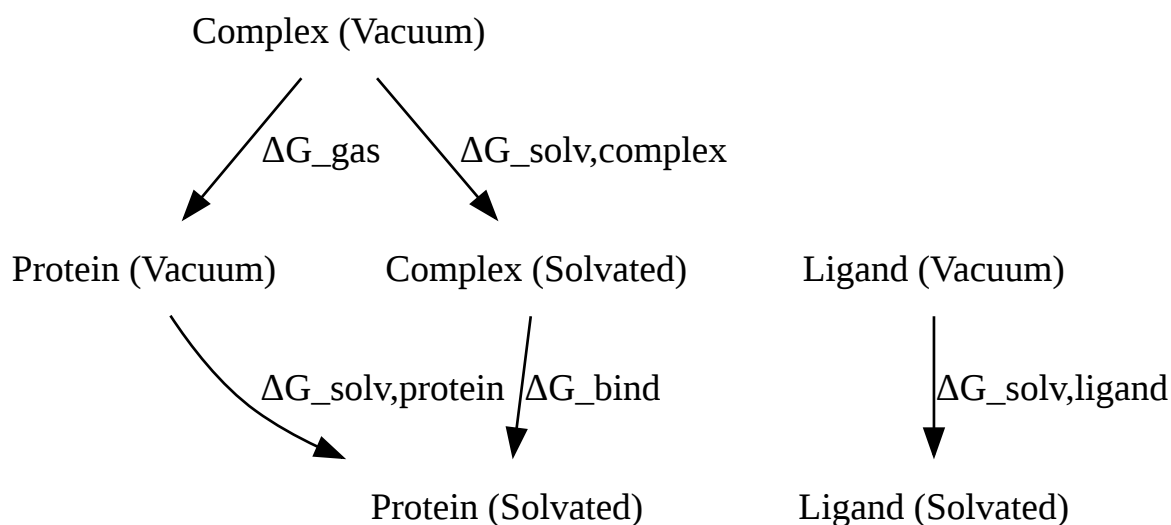 Complex (Vacuum)
ΔG_gas
ΔG_solv,complex
Protein (Vacuum)
Complex (Solvated)
Ligand (Vacuum)
ΔG_solv,protein
ΔG_bind
ΔG_solv,ligand
Protein (Solvated)
Ligand (Solvated)